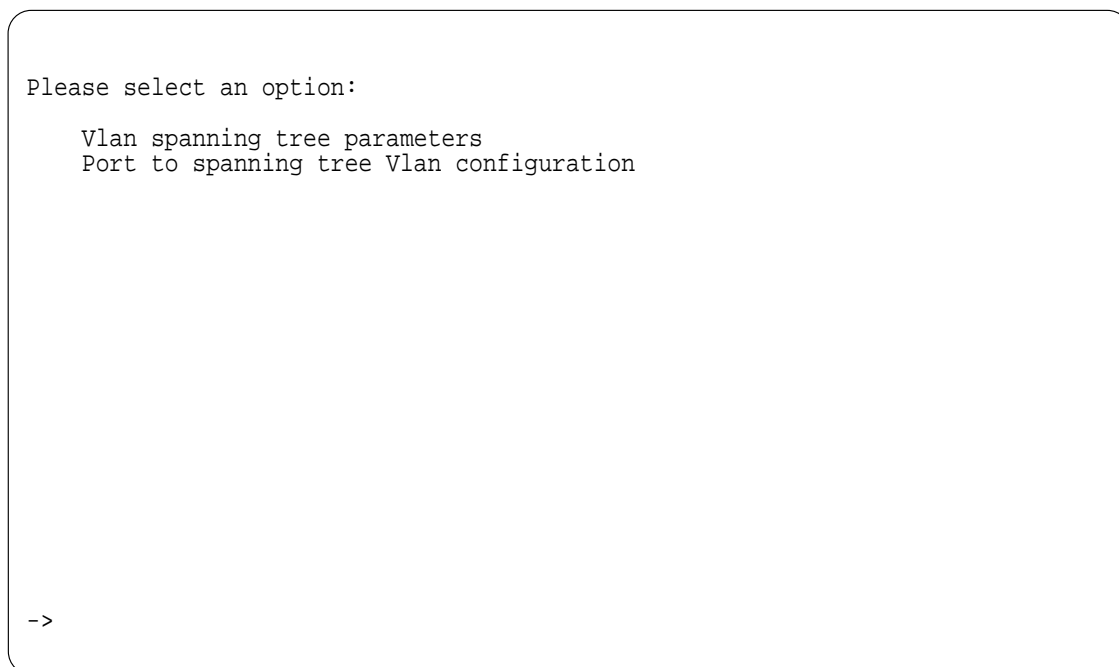 Please select an option:
Vlan spanning tree parameters
Port to spanning tree Vlan configuration
->